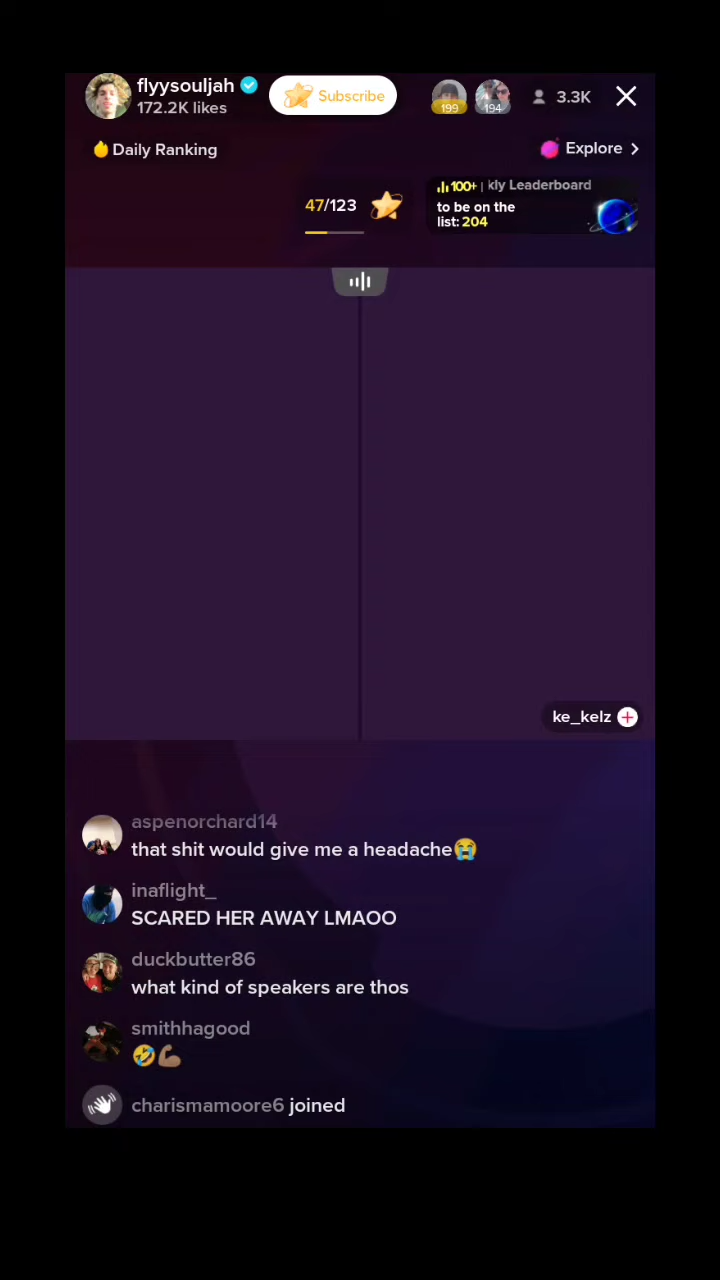 flyysouljah
172.2K likes
Subscribe
199
194
3.3K
Daily Ranking
Explore >
47/123
100+ | kly Leaderboard
to be on the
list: 204
ke_kelz
aspenorchard14
that shit would give me a headache😭
inaflight_
SCARED HER AWAY LMAOO
duckbutter86
what kind of speakers are thos
smithhagood
🤣💪🏽
charismamoore6 joined